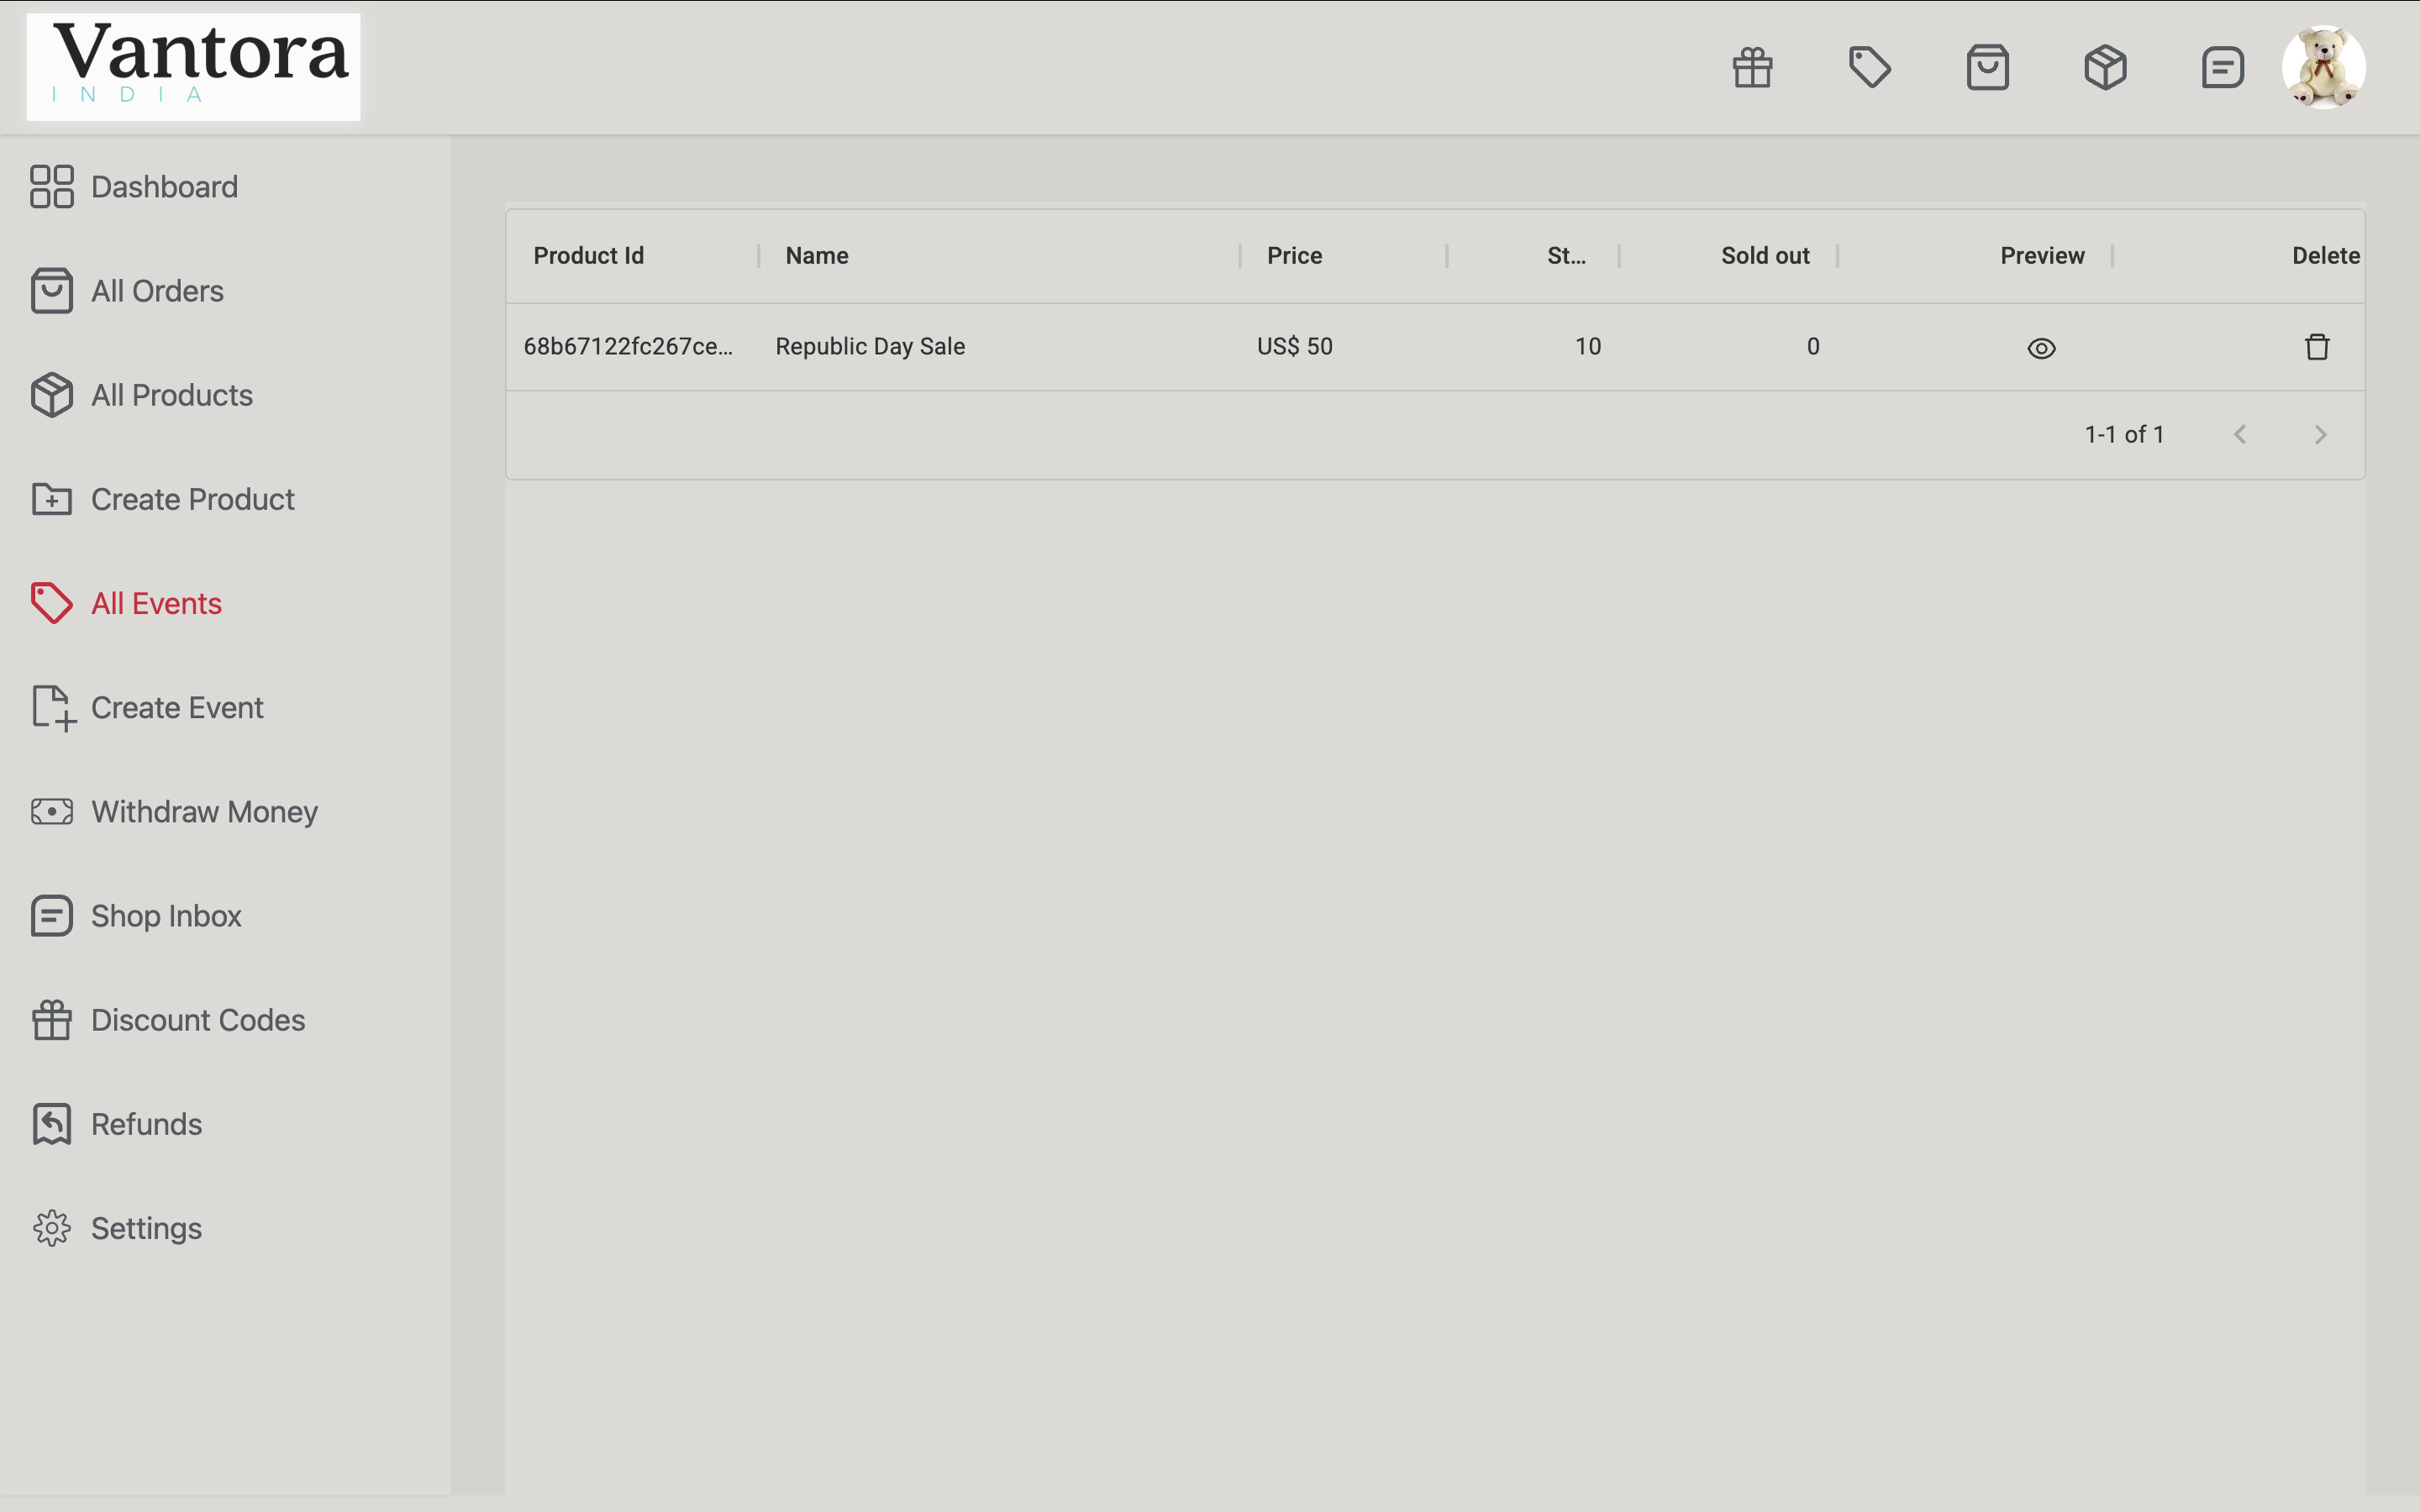 Vantora
INDIA
Dashboard
All Orders
All Products
Create Product
All Events
Create Event
Withdraw Money
Shop Inbox
Discount Codes
Refunds
Settings
Product Id Name Price St... Sold out Preview Delete
68b67122fc267ce... Republic Day Sale US$ 50 10 0
1-1 of 1